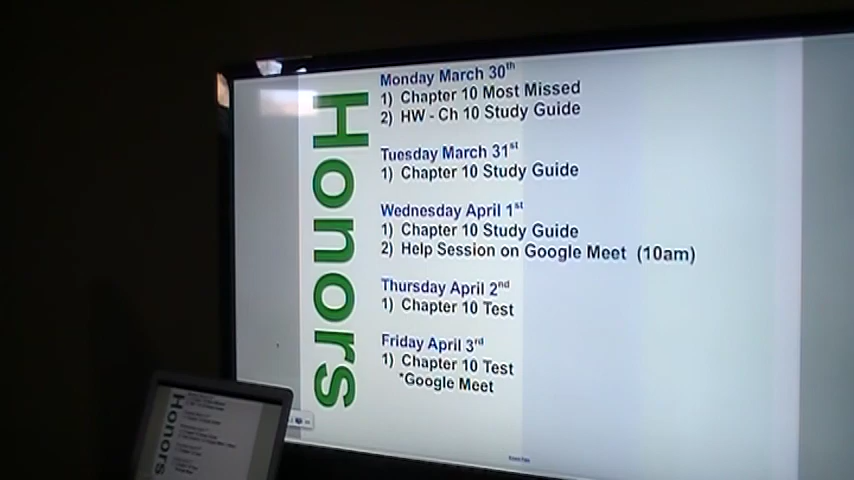 Honors
Monday March 30th
1) Chapter 10 Most Missed
2) HW - Ch 10 Study Guide
Tuesday March 31st
1) Chapter 10 Study Guide
Wednesday April 1st
1) Chapter 10 Study Guide
2) Help Session on Google Meet (10am)
Thursday April 2nd
1) Chapter 10 Test
Friday April 3rd
1) Chapter 10 Test
*Google Meet
Honors